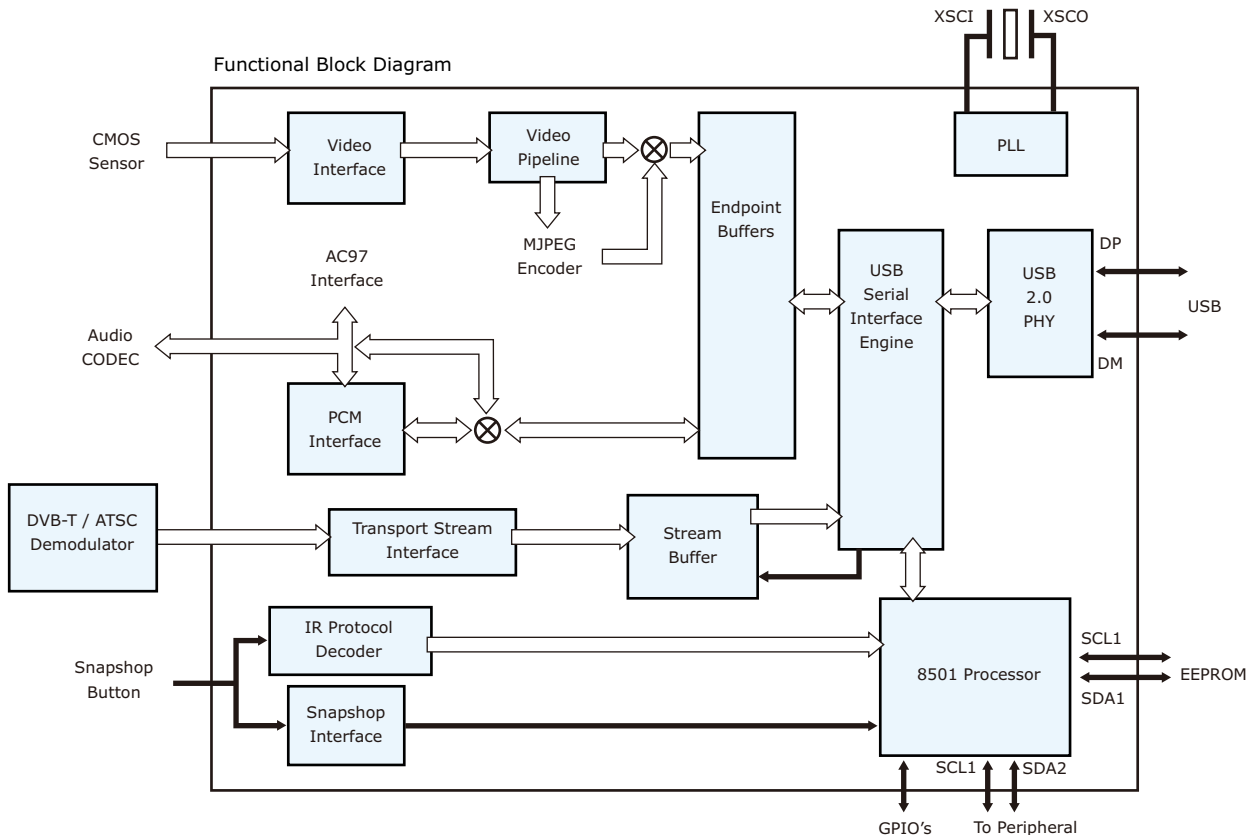 XSCI
XSCO
Functional Block Diagram
CMOS
Sensor
Video
Interface
Video
Pipeline
PLL
Endpoint
Buffers
MJPEG
Encoder
AC97
Interface
USB
Serial
Interface
Engine
USB
2.0
PHY
DP
USB
DM
Audio
CODEC
PCM
Interface
DVB-T / ATSC
Demodulator
Transport Stream
Interface
Stream
Buffer
IR Protocol
Decoder
Snapshop
Button
Snapshop
Interface
8501 Processor
SCL1
EEPROM
SDA1
SCL1
SDA2
GPIO's
To Peripheral